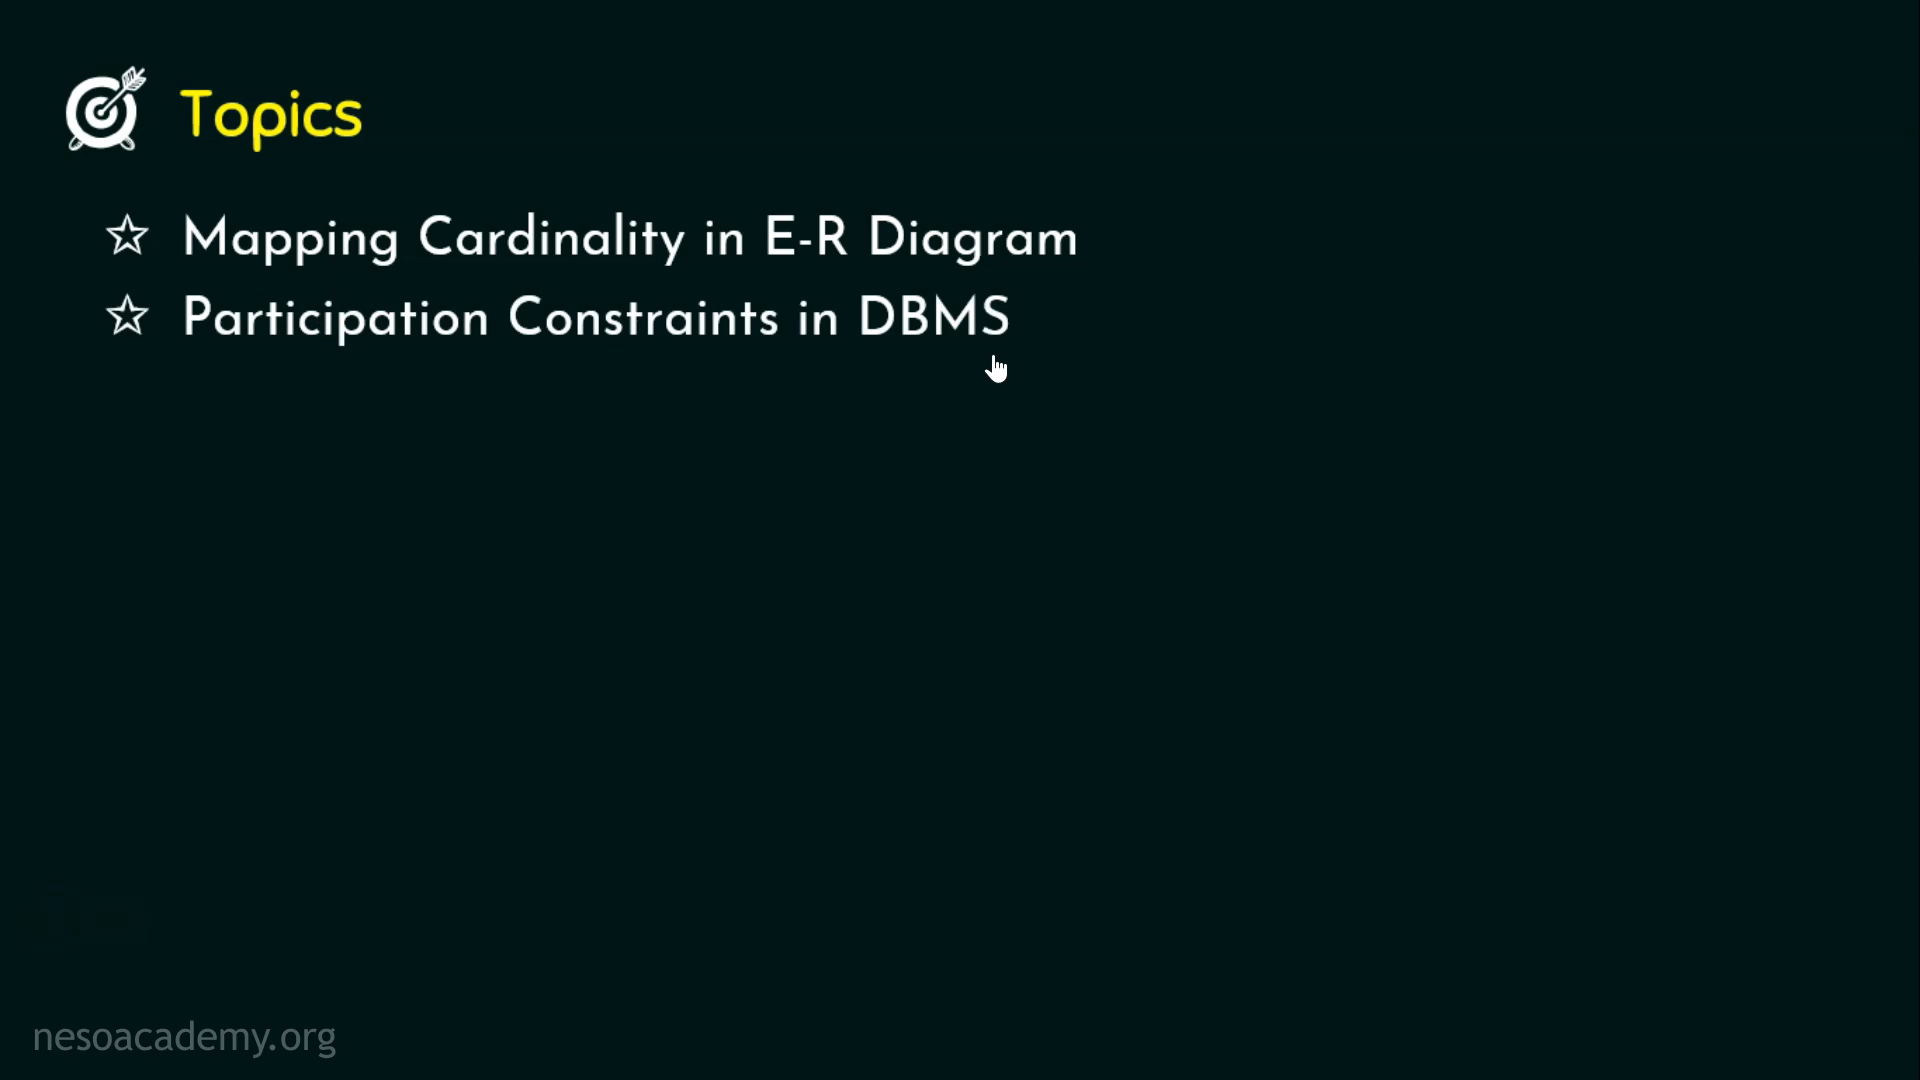 Topics
Mapping Cardinality in E-R Diagram
Participation Constraints in DBMS
nesoacademy.org